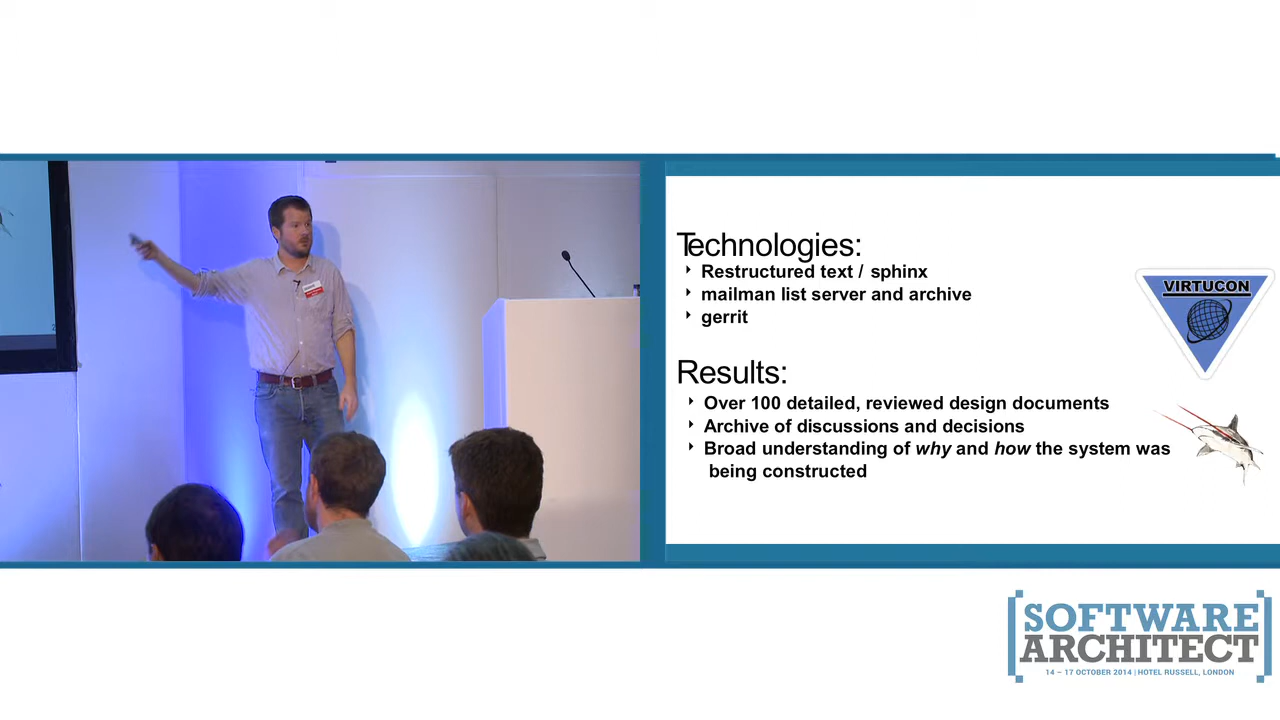 Technologies:
Restructured text / sphinx
mailman list server and archive
gerrit
VIRTUCON
Results:
Over 100 detailed, reviewed design documents
Archive of discussions and decisions
Broad understanding of why and how the system was
being constructed
SOFTWARE
ARCHITECT
14 – 17 OCTOBER 2014 | HOTEL RUSSELL, LONDON